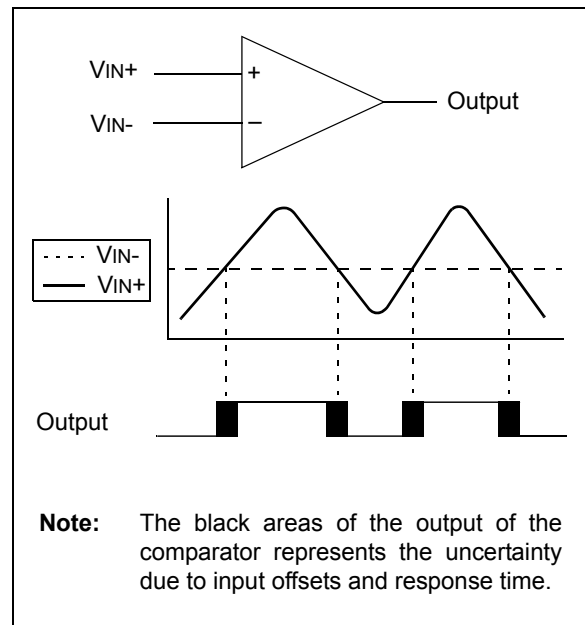 VIN+
+
Output
VIN-
–
VIN-
VIN+
Output
Note: The black areas of the output of the
comparator represents the uncertainty
due to input offsets and response time.